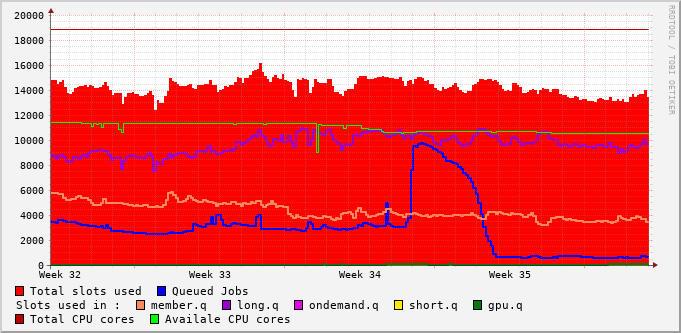 20000
18000
16000
14000
12000
10000
8000
6000
4000
2000
0
Week 32 Week 33 Week 34 Week 35
Total slots used Queued Jobs
Slots used in : member.q long.q ondemand.q short.q gpu.q
Total CPU cores Availale CPU cores
RRDTOOL / TOBI OETIKER